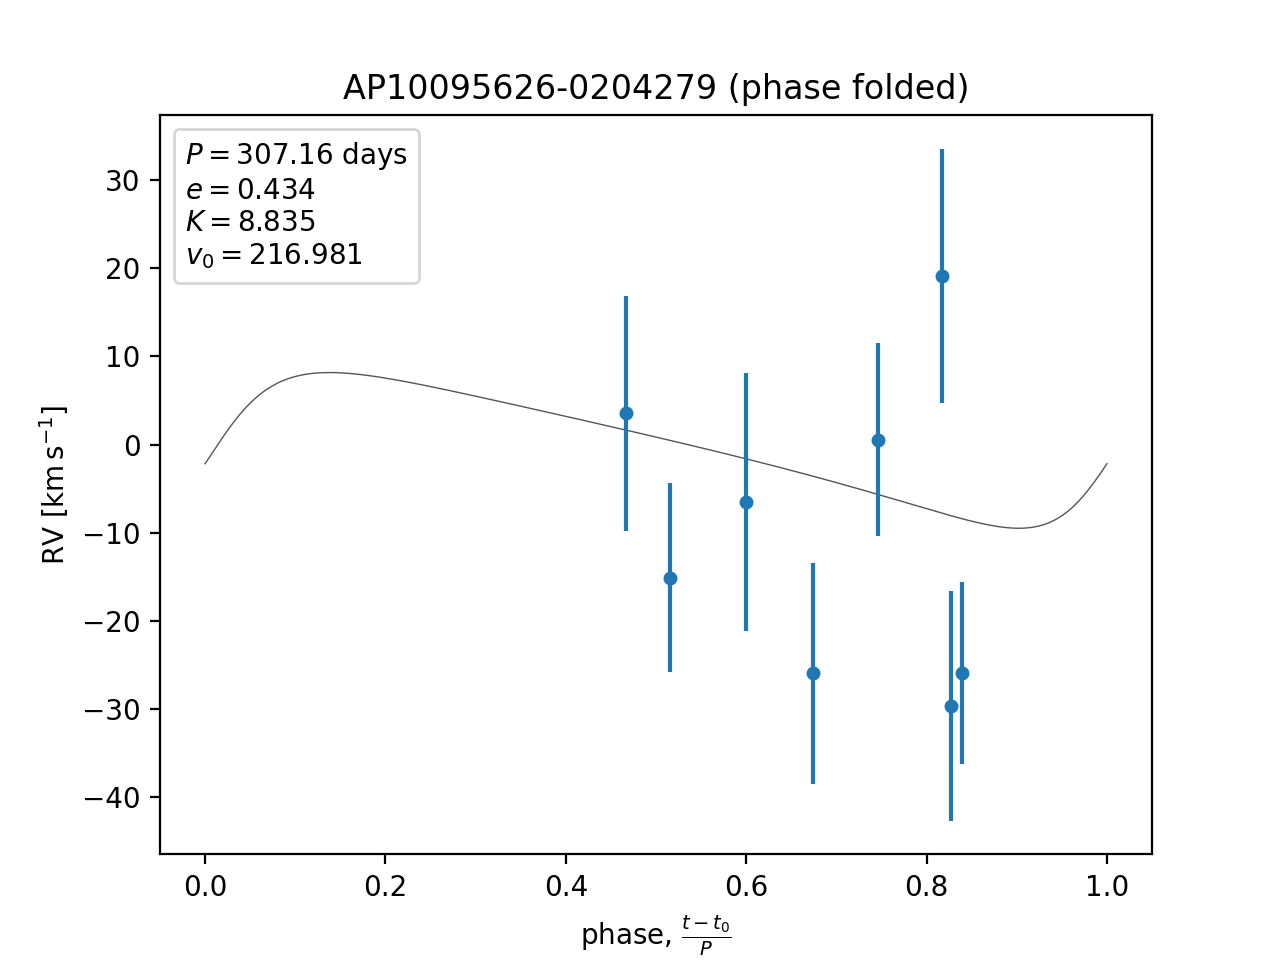 AP10095626-0204279 (phase folded)
P = 307.16 days
e = 0.434
K = 8.835
v₀ = 216.981
30
20
10
0
−10
−20
−30
−40
RV [km s⁻¹]
0.0 0.2 0.4 0.6 0.8 1.0
phase, (t − t₀)/P